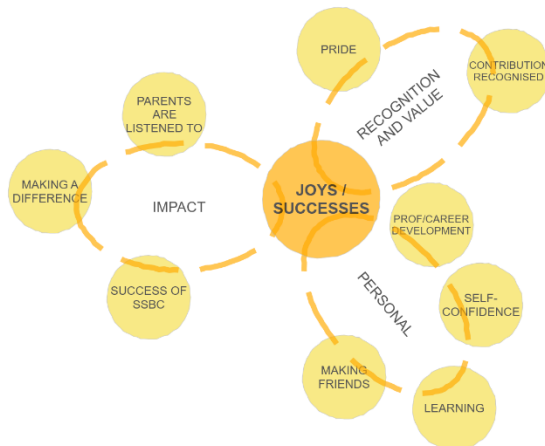 PRIDE
CONTRIBUTION
RECOGNISED
RECOGNITION
AND VALUE
PARENTS
ARE
LISTENED TO
MAKING A
DIFFERENCE
IMPACT
SUCCESS OF
SSBC
JOYS /
SUCCESSES
PROF/CAREER
DEVELOPMENT
PERSONAL
SELF-
CONFIDENCE
MAKING
FRIENDS
LEARNING